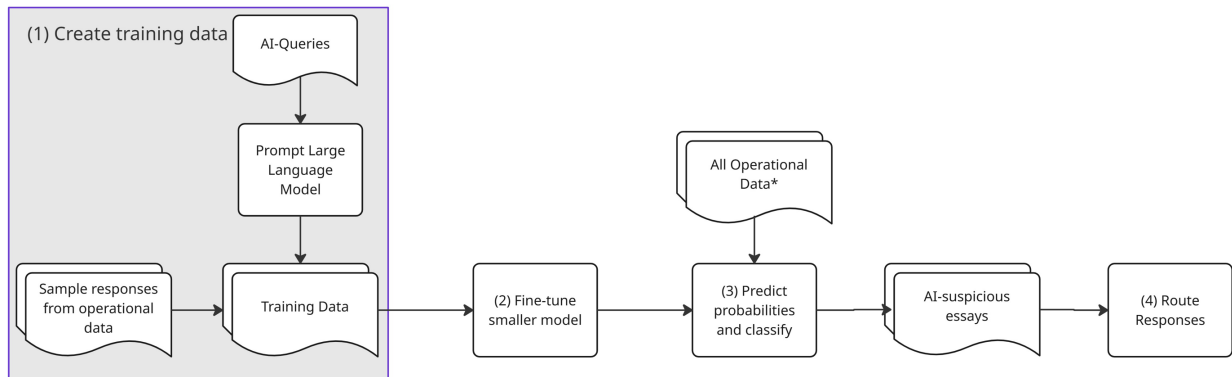 (1) Create training data
AI-Queries
Prompt Large
Language
Model
Sample responses
from operational
data
Training Data
(2) Fine-tune
smaller model
All Operational
Data*
(3) Predict
probabilities
and classify
AI-suspicious
essays
(4) Route
Responses